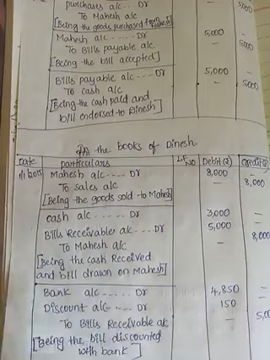 purchases a/c .... Dr
To Mahesh a/c 5000
[Being the goods purchased
Mahesh a/c ..... Dr 5,000
To Bills payable a/c 5000
[Being the bill accepted]
Bills payable a/c ..... Dr 5,000
To cash a/c 5000
[Being the cash paid and
bill endorsed to Dinesh]
In the books of Dinesh
Date particulars L.F NO Debit(₹) Credit(₹)
Mahesh a/c .... Dr 8,000 —
To sales a/c — 8,000
[Being the goods sold to Mahesh]
cash a/c ..... Dr 3,000 —
Bills Receivable a/c .... Dr 5,000 —
To Mahesh a/c — 8,000
[Being the cash Received
and bill drawn on Mahesh]
Bank a/c ..... Dr 4,850 —
Discount a/c .... Dr 150 —
To Bills Receivable a/c —
[Being the bill discounted
with bank]